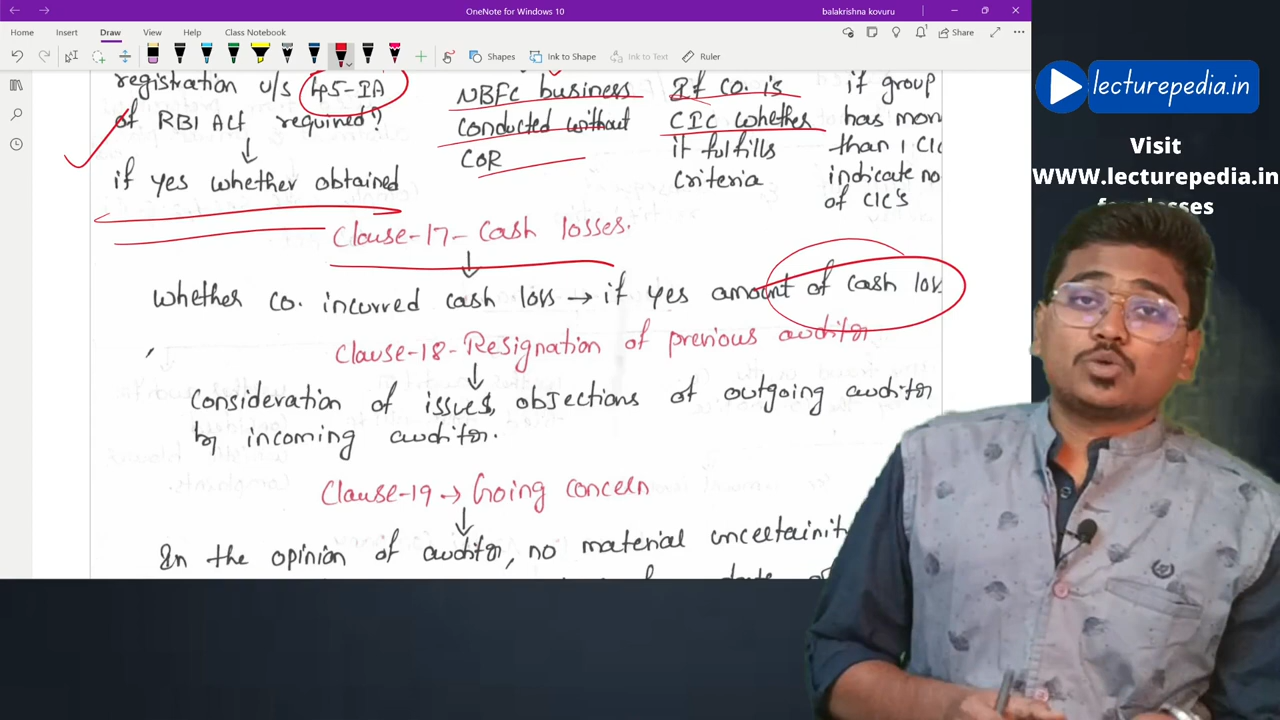 OneNote for Windows 10
balakrishna kovuru
Home Insert Draw View Help Class Notebook
Share
Shapes Ink to Shape Ink to Text Ruler
registration u/s 45-IA
of RBI Act required?
if yes whether obtained
NBFC business
conducted without
COR
If co. is
CIC whether
it fulfills
criteria
if group
has mon
than 1 CIC
indicate no
of CIC's
Clause-17- Cash losses.
Whether co. incurred cash loss → if yes amount of cash los
Clause-18-Resignation of previous auditor
Consideration of issues, objections of outgoing auditor
by incoming auditor.
Clause-19 → Going concern
In the opinion of auditor, no material uncertainity
lecturepedia.in
Visit
WWW.lecturepedia.in
for classes